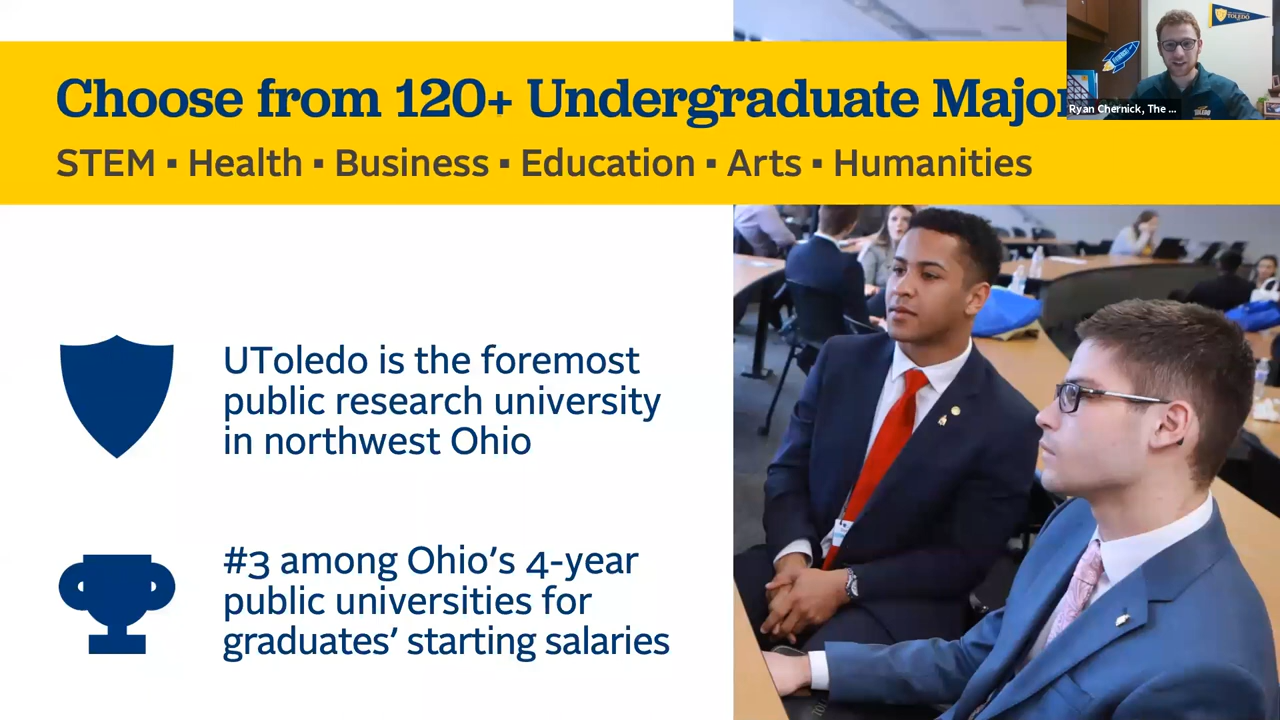 Choose from 120+ Undergraduate Major
STEM ▪ Health ▪ Business ▪ Education ▪ Arts ▪ Humanities
TOLEDO
Ryan Chernick, The ...
UToledo is the foremost
public research university
in northwest Ohio
#3 among Ohio’s 4-year
public universities for
graduates’ starting salaries